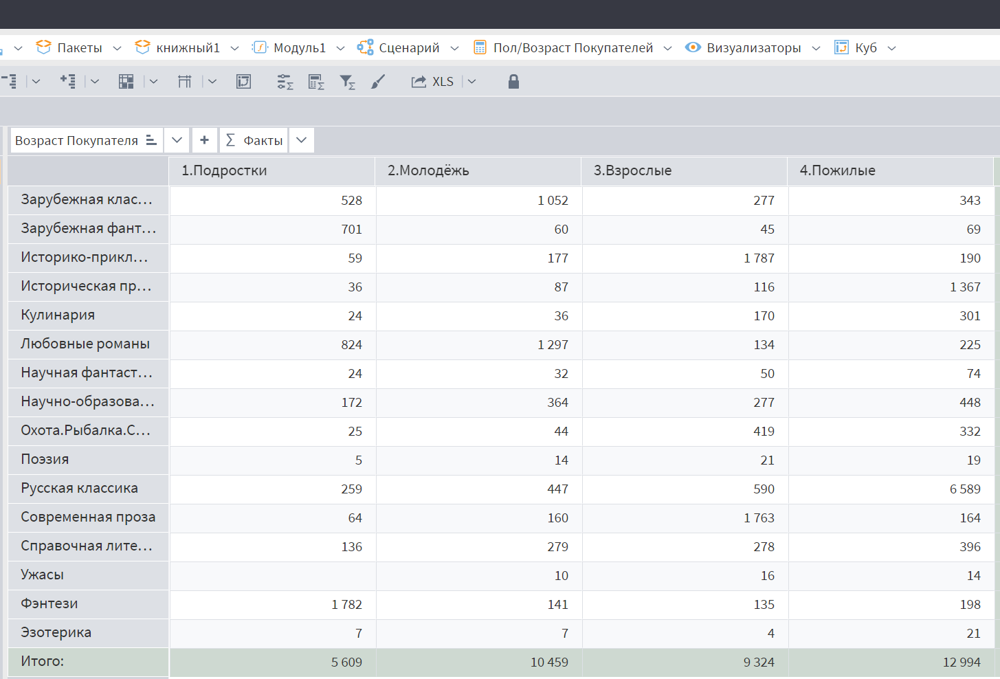 Пакеты книжный1 Модуль1 Сценарий Пол/Возраст Покупателей Визуализаторы Куб
XLS
Возраст Покупателя + Σ Факты
1.Подростки 2.Молодёжь 3.Взрослые 4.Пожилые
Зарубежная клас... 528 1 052 277 343
Зарубежная фант... 701 60 45 69
Историко-прикл... 59 177 1 787 190
Историческая пр... 36 87 116 1 367
Кулинария 24 36 170 301
Любовные романы 824 1 297 134 225
Научная фантаст... 24 32 50 74
Научно-образова... 172 364 277 448
Охота.Рыбалка.С... 25 44 419 332
Поэзия 5 14 21 19
Русская классика 259 447 590 6 589
Современная проза 64 160 1 763 164
Справочная лите... 136 279 278 396
Ужасы 10 16 14
Фэнтези 1 782 141 135 198
Эзотерика 7 7 4 21
Итого: 5 609 10 459 9 324 12 994